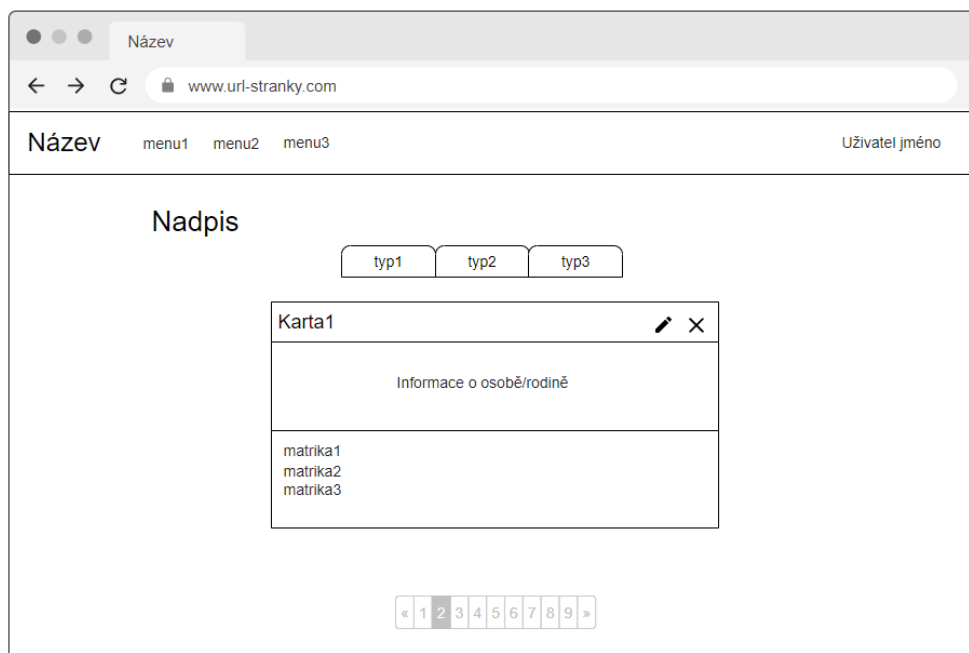 Název
www.url-stranky.com
Název menu1 menu2 menu3 Uživatel jméno
Nadpis
typ1 typ2 typ3
Karta1
Informace o osobě/rodině
matrika1
matrika2
matrika3
« 1 2 3 4 5 6 7 8 9 »